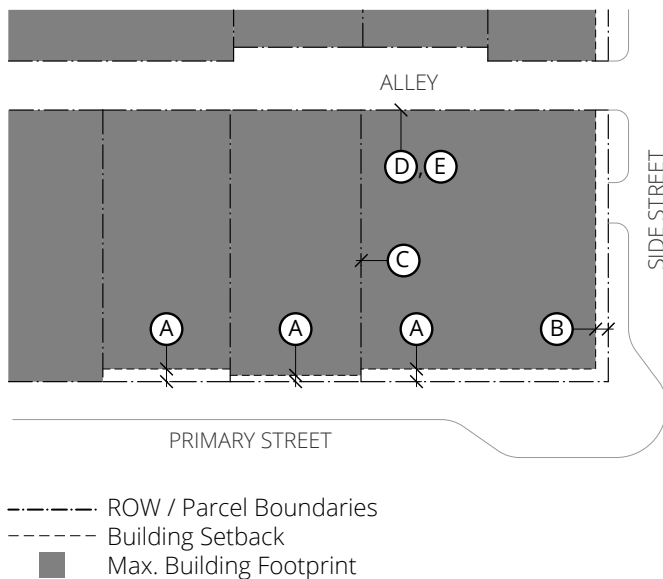 ALLEY
D, E
SIDE STREET
C
A A A B
PRIMARY STREET
ROW / Parcel Boundaries
Building Setback
Max. Building Footprint